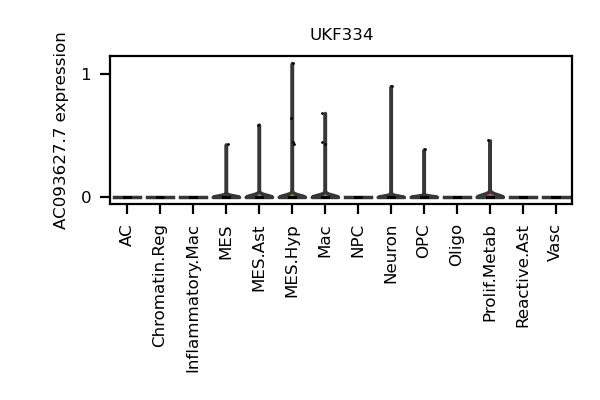 UKF334
AC093627.7 expression
1
0
AC
Chromatin.Reg
Inflammatory.Mac
MES
MES.Ast
MES.Hyp
Mac
NPC
Neuron
OPC
Oligo
Prolif.Metab
Reactive.Ast
Vasc